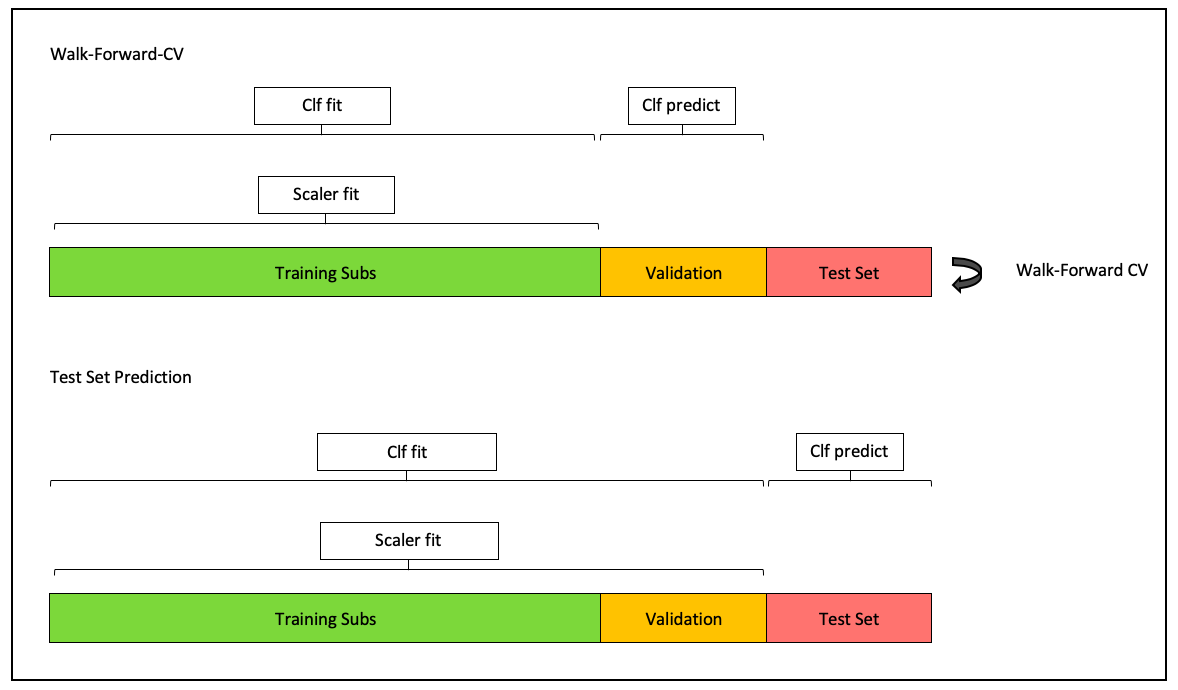 Walk-Forward-CV
Clf fit
Clf predict
Scaler fit
Training Subs
Validation
Test Set
Walk-Forward CV
Test Set Prediction
Clf fit
Clf predict
Scaler fit
Training Subs
Validation
Test Set